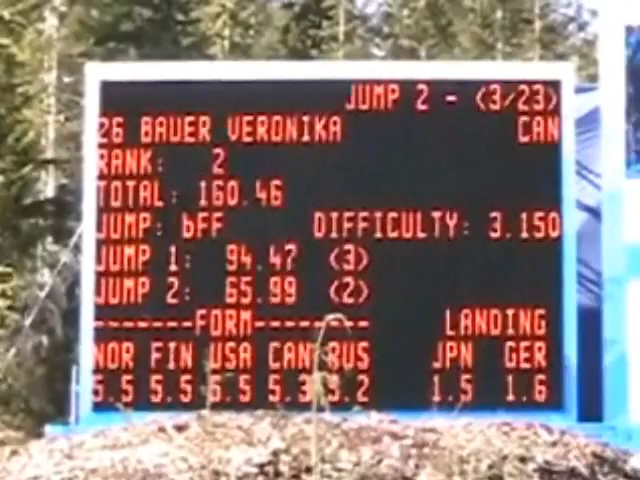 JUMP 2 - (3/23)
26 BAUER VERONIKA CAN
RANK: 2
TOTAL: 160.46
JUMP: bFF DIFFICULTY: 3.150
JUMP 1: 94.47 (3)
JUMP 2: 65.99 (2)
-------FORM-------- LANDING
NOR FIN USA CAN RUS JPN GER
5.5 5.5 5.3 1.5 1.6